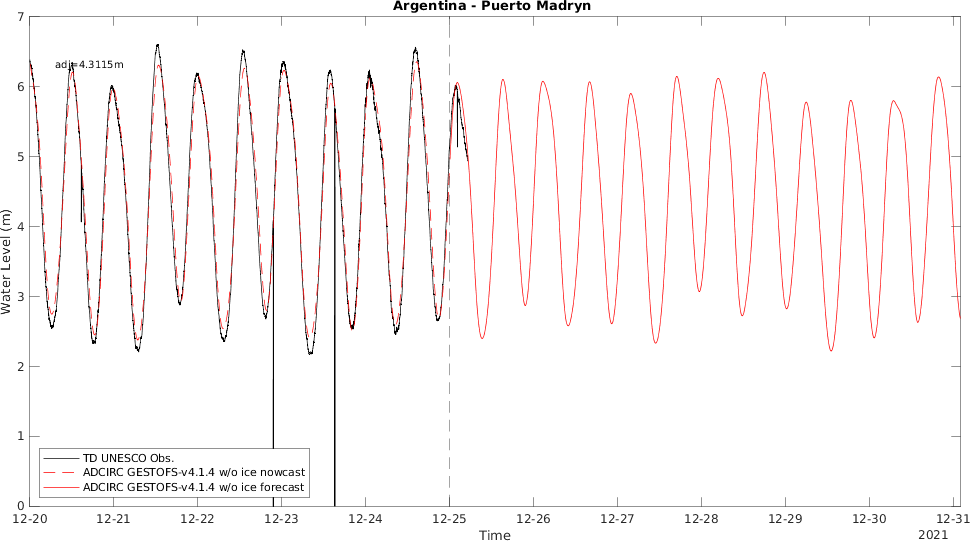 Argentina - Puerto Madryn
adj=4.3115m
Water Level (m)
7
6
5
4
3
2
1
0
TD UNESCO Obs.
ADCIRC GESTOFS-v4.1.4 w/o ice nowcast
ADCIRC GESTOFS-v4.1.4 w/o ice forecast
12-20 12-21 12-22 12-23 12-24 12-25 12-26 12-27 12-28 12-29 12-30 12-31
Time
2021